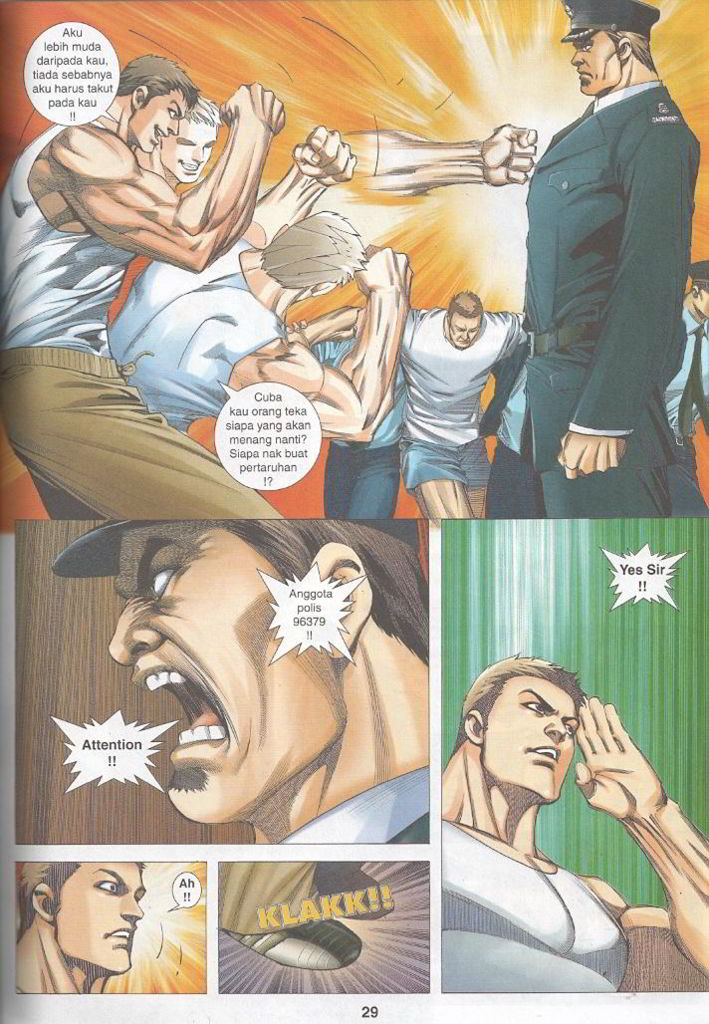 Aku
lebih muda
daripada kau,
tiada sebabnya
aku harus takut
pada kau
!!
Cuba
kau orang teka
siapa yang akan
menang nanti?
Siapa nak buat
pertaruhan
!?
Anggota
polis
96379
!!
Attention
!!
Yes Sir
!!
Ah
!!
KLAKK!!
29